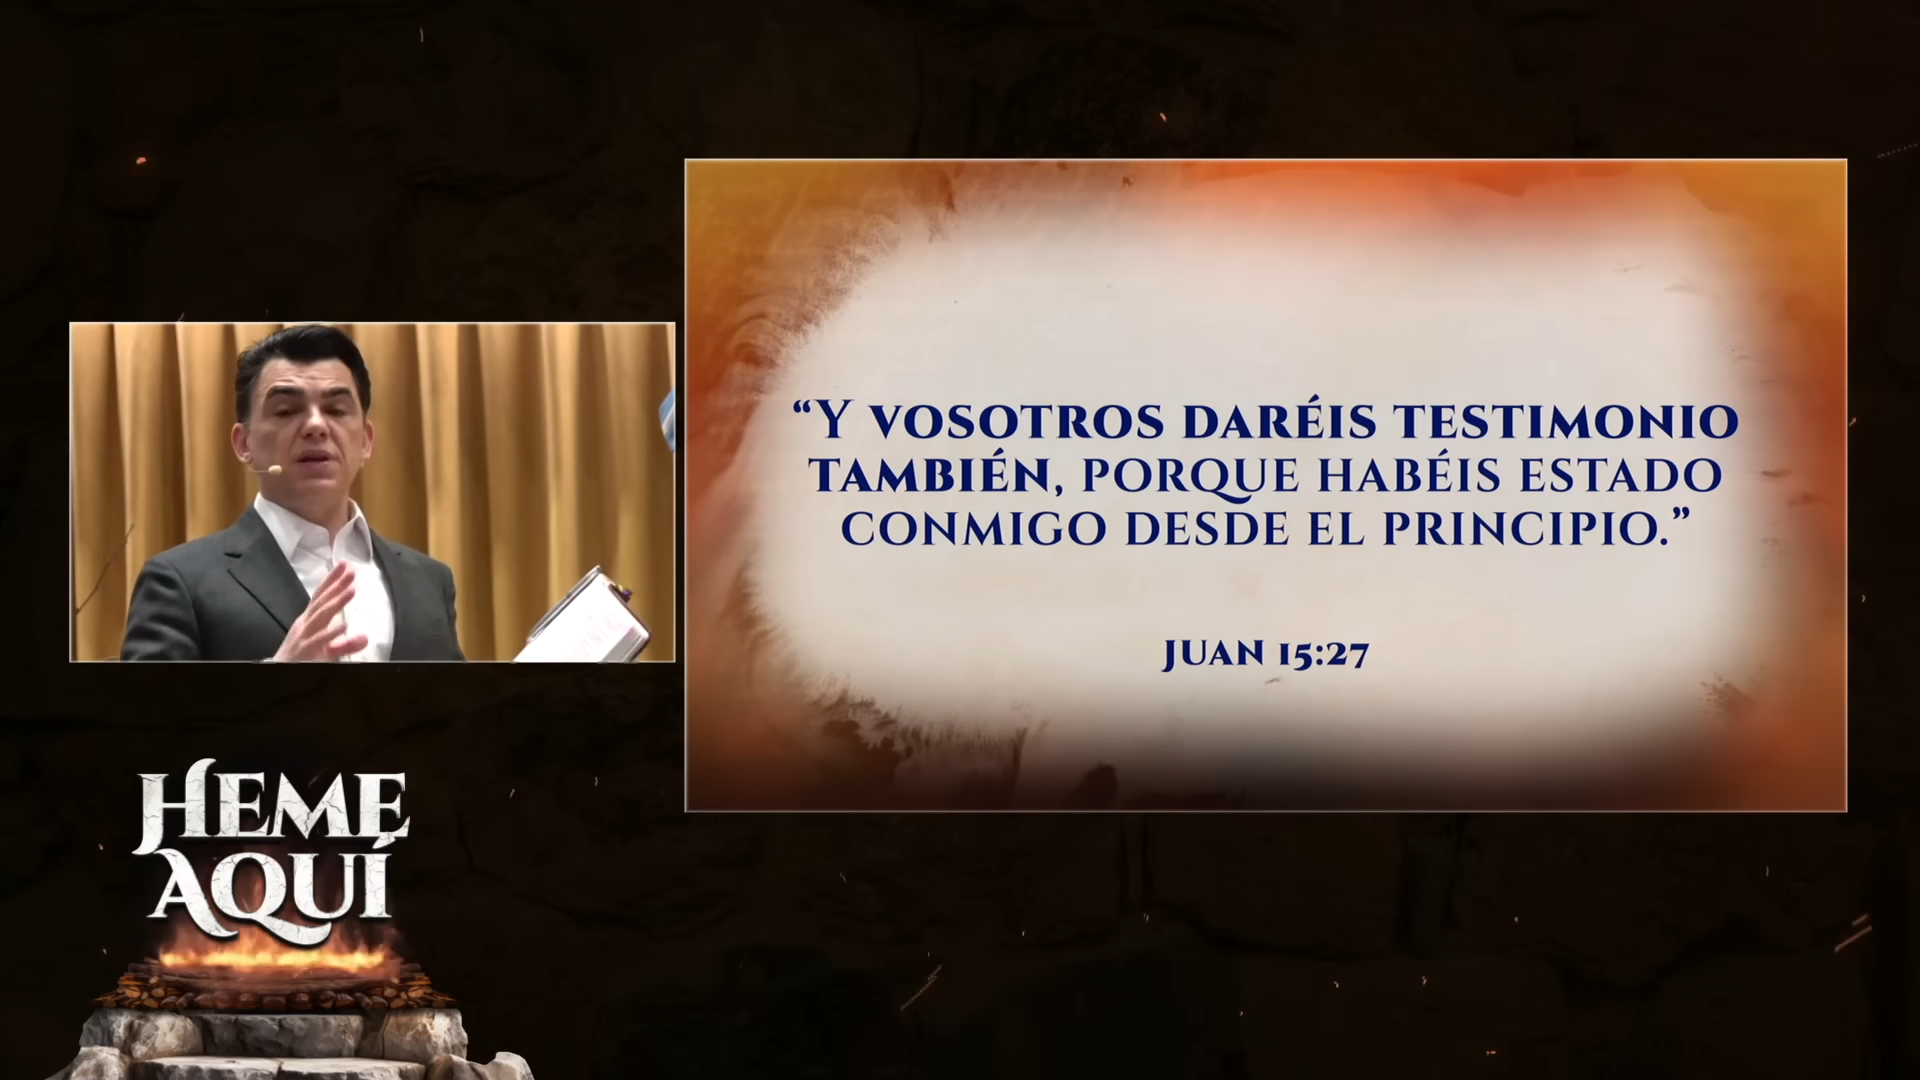 “Y VOSOTROS DARÉIS TESTIMONIO
TAMBIÉN, PORQUE HABÉIS ESTADO
CONMIGO DESDE EL PRINCIPIO.”
JUAN 15:27
HEME
AQUÍ